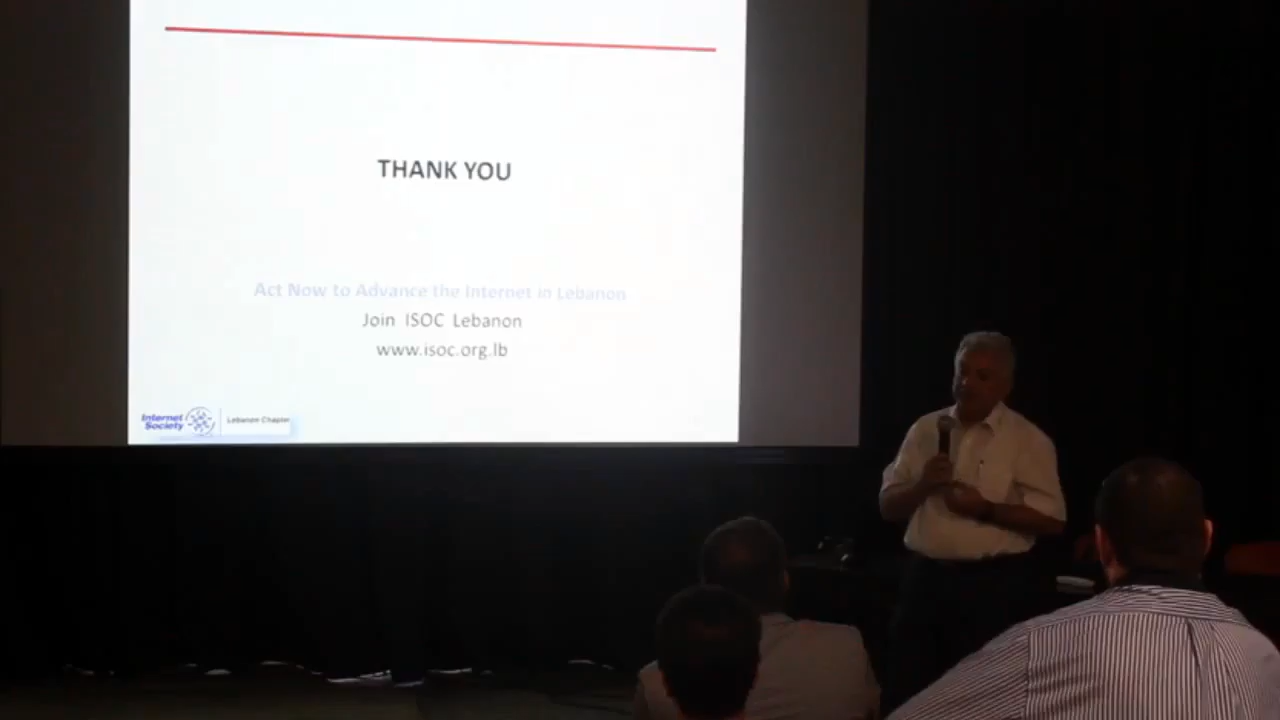 THANK YOU
Act Now to Advance the Internet in Lebanon
Join ISOC Lebanon
www.isoc.org.lb
Internet
Society
Lebanon Chapter